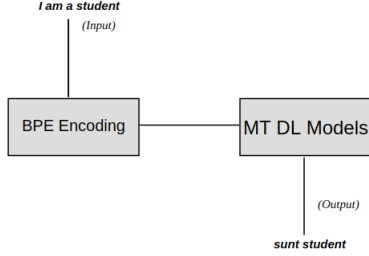 I am a student
(Input)
BPE Encoding
MT DL Models
(Output)
sunt student